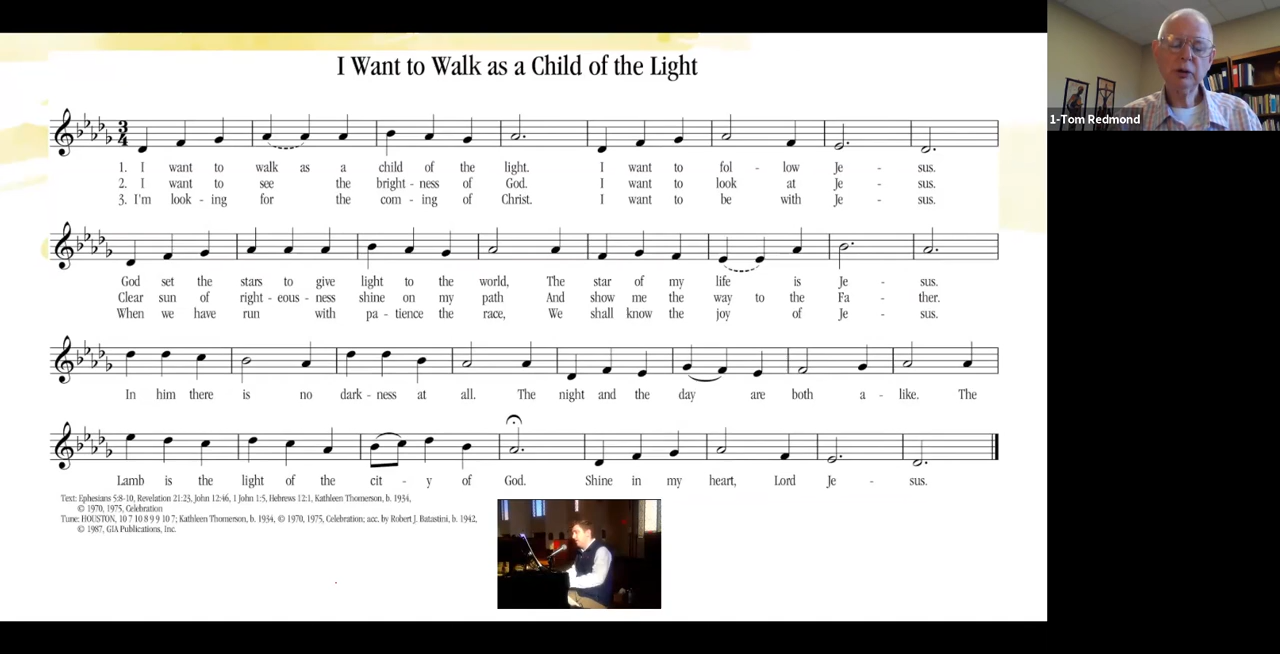 I Want to Walk as a Child of the Light
1-Tom Redmond
3
4
1. I want to walk as a child of the light. I want to fol - low Je - sus.
2. I want to see the bright - ness of God. I want to look at Je - sus.
3. I'm look - ing for the com - ing of Christ. I want to be with Je - sus.
God set the stars to give light to the world, The star of my life is Je - sus.
Clear sun of right - eous - ness shine on my path And show me the way to the Fa - ther.
When we have run with pa - tience the race, We shall know the joy of Je - sus.
In him there is no dark - ness at all. The night and the day are both a - like. The
Lamb is the light of the cit - y of God. Shine in my heart, Lord Je - sus.
Text: Ephesians 5:8-10, Revelation 21:23, John 12:46, 1 John 1:5, Hebrews 12:1, Kathleen Thomerson, b. 1934,
© 1970, 1975, Celebration
Tune: HOUSTON, 10 7 10 8 9 9 10 7; Kathleen Thomerson, b. 1934, © 1970, 1975, Celebration; acc. by Robert J. Batastini, b. 1942,
© 1987, GIA Publications, Inc.